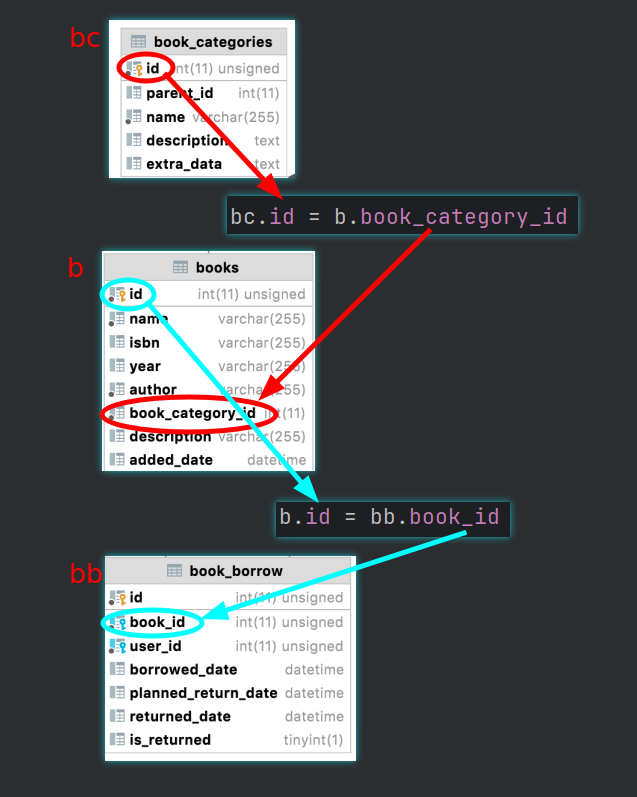 bc
book_categories
id int(11) unsigned
parent_id int(11)
name varchar(255)
description text
extra_data text
bc.id = b.book_category_id
b
books
id int(11) unsigned
name varchar(255)
isbn varchar(255)
year varchar(255)
author varchar(255)
book_category_id int(11)
description varchar(255)
added_date datetime
b.id = bb.book_id
bb
book_borrow
id int(11) unsigned
book_id int(11) unsigned
user_id int(11) unsigned
borrowed_date datetime
planned_return_date datetime
returned_date datetime
is_returned tinyint(1)